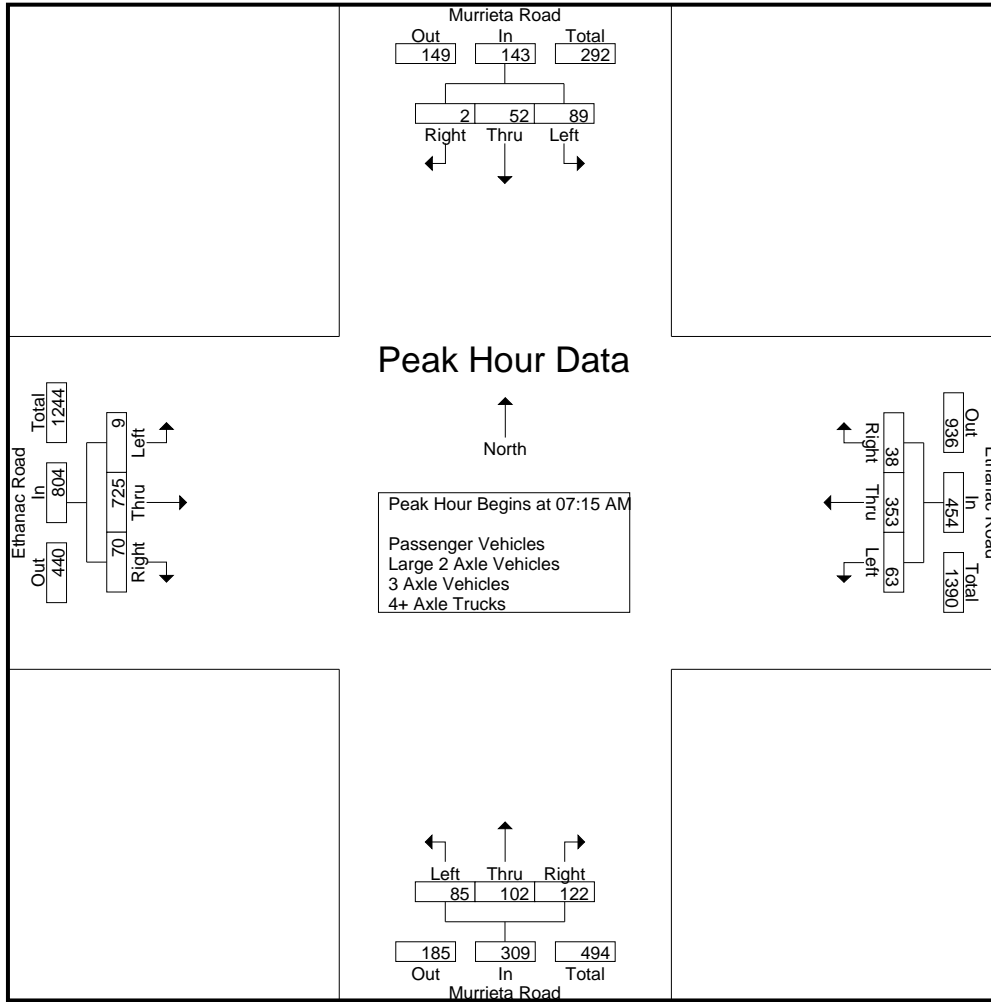 Murrieta Road
Out In Total
149 143 292
2 52 89
Right Thru Left
Peak Hour Data
North
Peak Hour Begins at 07:15 AM
Passenger Vehicles
Large 2 Axle Vehicles
3 Axle Vehicles
4+ Axle Trucks
Ethanac Road
Out In Total
440 804 1244
Left Thru Right
9 725 70
Ethanac Road
Out In Total
936 454 1390
Right Thru Left
38 353 63
Left Thru Right
85 102 122
185 309 494
Out In Total
Murrieta Road